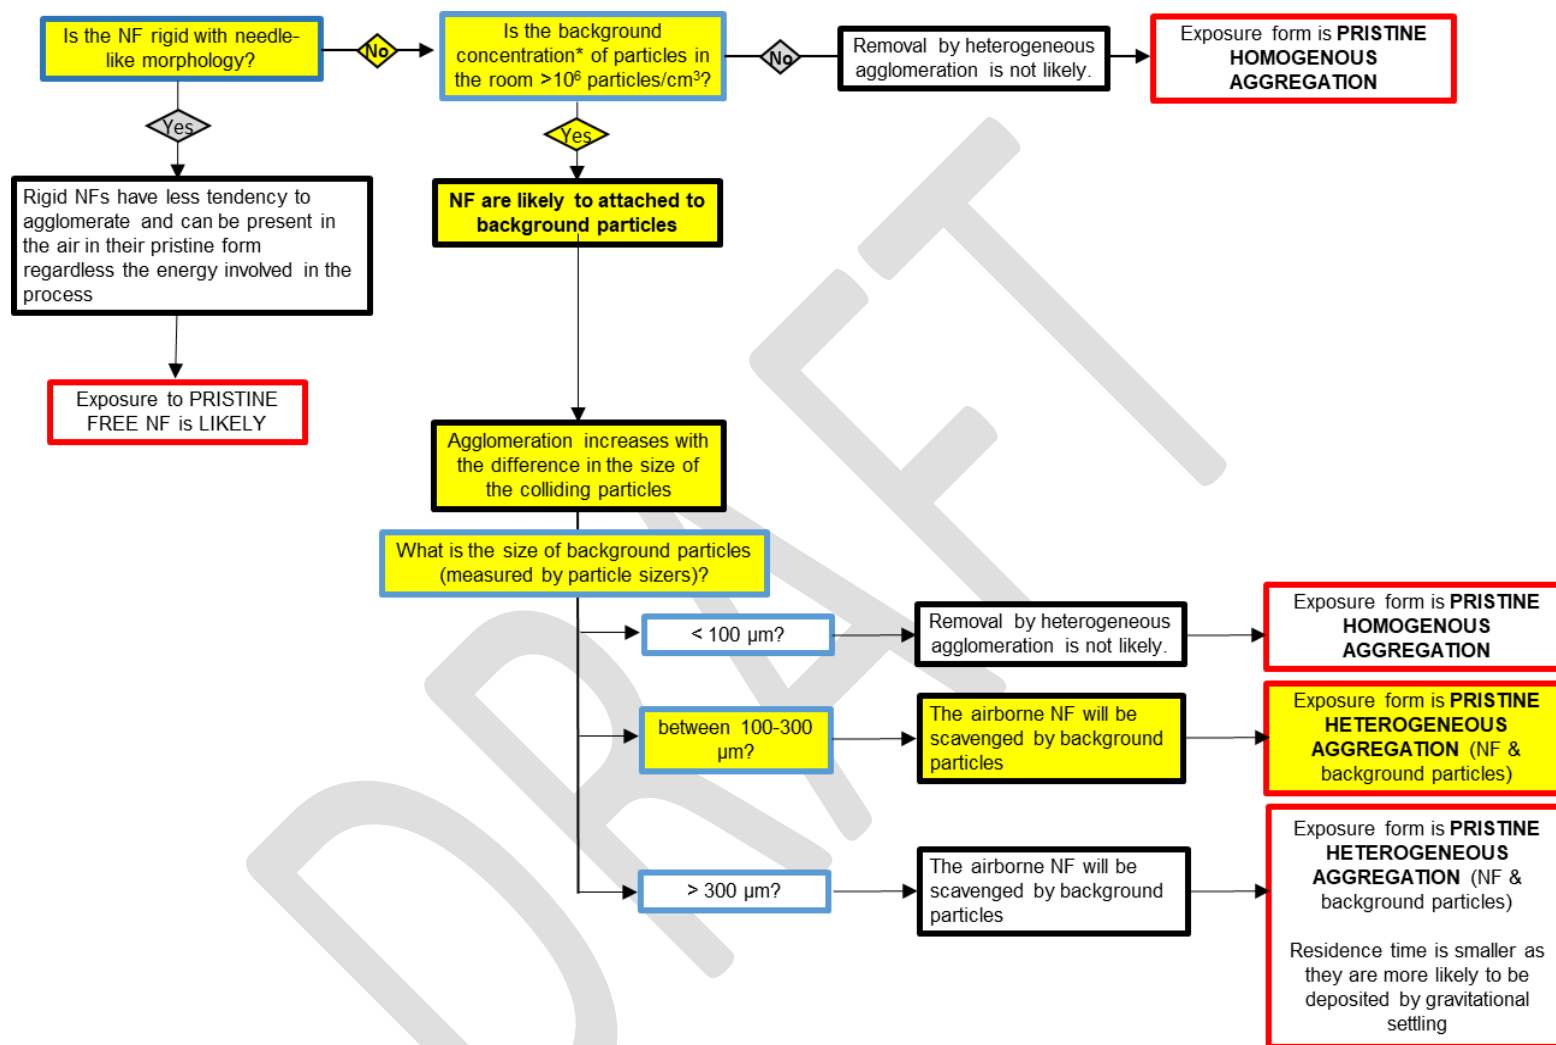 Is the NF rigid with needle-
like morphology?
No
Is the background
concentration* of particles in
the room >10⁶ particles/cm³?
No
Removal by heterogeneous
agglomeration is not likely.
Exposure form is PRISTINE
HOMOGENOUS
AGGREGATION
Yes
Yes
Rigid NFs have less tendency to
agglomerate and can be present in
the air in their pristine form
regardless the energy involved in the
process
NF are likely to attached to
background particles
Exposure to PRISTINE
FREE NF is LIKELY
Agglomeration increases with
the difference in the size of
the colliding particles
What is the size of background particles
(measured by particle sizers)?
< 100 µm?
Removal by heterogeneous
agglomeration is not likely.
Exposure form is PRISTINE
HOMOGENOUS
AGGREGATION
between 100-300
µm?
The airborne NF will be
scavenged by background
particles
Exposure form is PRISTINE
HETEROGENEOUS
AGGREGATION (NF &
background particles)
> 300 µm?
The airborne NF will be
scavenged by background
particles
Exposure form is PRISTINE
HETEROGENEOUS
AGGREGATION (NF &
background particles)
Residence time is smaller as
they are more likely to be
deposited by gravitational
settling
DRAFT